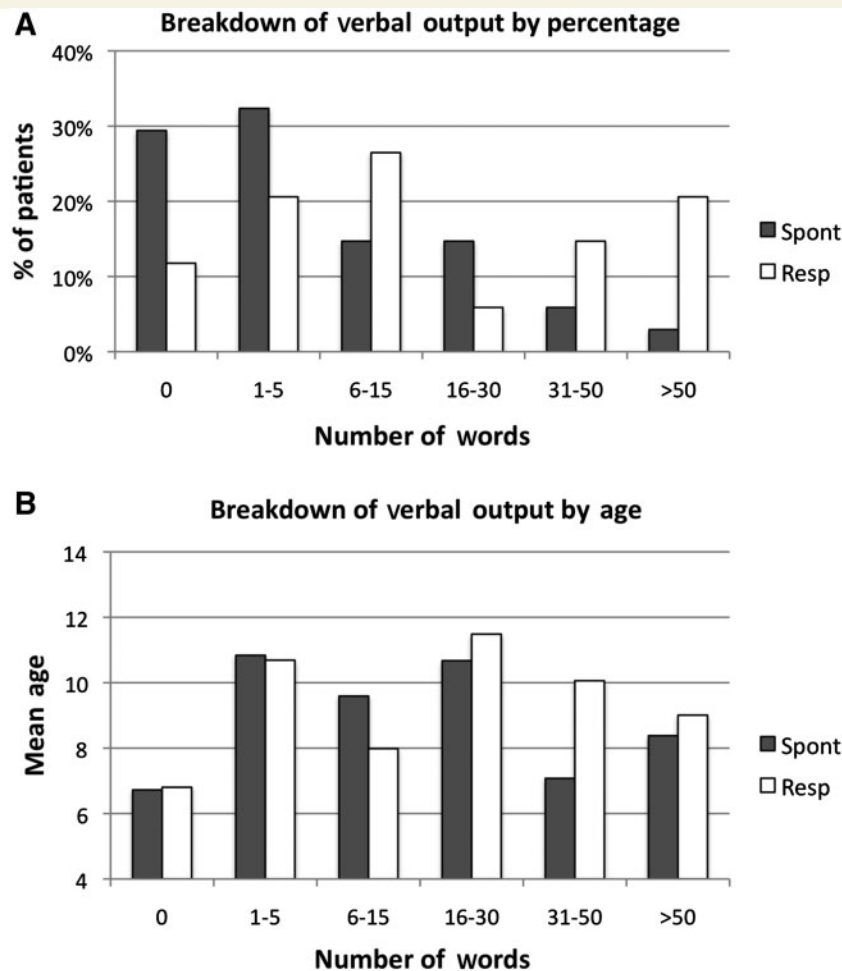 A
Breakdown of verbal output by percentage
40%
30%
20%
10%
0%
% of patients
0 1-5 6-15 16-30 31-50 >50
Number of words
Spont
Resp
B
Breakdown of verbal output by age
14
12
10
8
6
4
Mean age
0 1-5 6-15 16-30 31-50 >50
Number of words
Spont
Resp